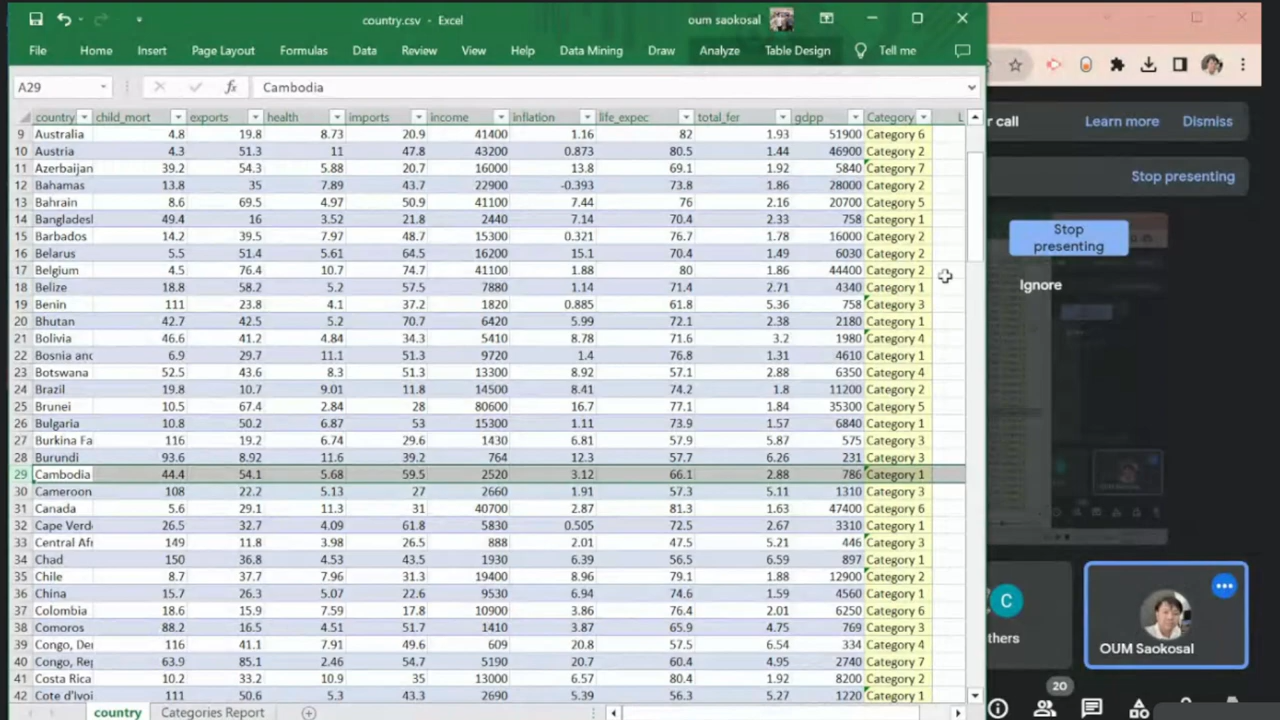 country.csv - Excel
oum saokosal
File Home Insert Page Layout Formulas Data Review View Help Data Mining Draw Analyze Table Design Tell me
A29 fx Cambodia
country child_mort exports health imports income inflation life_expec total_fer gdpp Category L
9 Australia 4.8 19.8 8.73 20.9 41400 1.16 82 1.93 51900 Category 6
10 Austria 4.3 51.3 11 47.8 43200 0.873 80.5 1.44 46900 Category 2
11 Azerbaijan 39.2 54.3 5.88 20.7 16000 13.8 69.1 1.92 5840 Category 7
12 Bahamas 13.8 35 7.89 43.7 22900 -0.393 73.8 1.86 28000 Category 2
13 Bahrain 8.6 69.5 4.97 50.9 41100 7.44 76 2.16 20700 Category 5
14 Bangladesl 49.4 16 3.52 21.8 2440 7.14 70.4 2.33 758 Category 1
15 Barbados 14.2 39.5 7.97 48.7 15300 0.321 76.7 1.78 16000 Category 2
16 Belarus 5.5 51.4 5.61 64.5 16200 15.1 70.4 1.49 6030 Category 2
17 Belgium 4.5 76.4 10.7 74.7 41100 1.88 80 1.86 44400 Category 2
18 Belize 18.8 58.2 5.2 57.5 7880 1.14 71.4 2.71 4340 Category 1
19 Benin 111 23.8 4.1 37.2 1820 0.885 61.8 5.36 758 Category 3
20 Bhutan 42.7 42.5 5.2 70.7 6420 5.99 72.1 2.38 2180 Category 1
21 Bolivia 46.6 41.2 4.84 34.3 5410 8.78 71.6 3.2 1980 Category 4
22 Bosnia and 6.9 29.7 11.1 51.3 9720 1.4 76.8 1.31 4610 Category 1
23 Botswana 52.5 43.6 8.3 51.3 13300 8.92 57.1 2.88 6350 Category 4
24 Brazil 19.8 10.7 9.01 11.8 14500 8.41 74.2 1.8 11200 Category 2
25 Brunei 10.5 67.4 2.84 28 80600 16.7 77.1 1.84 35300 Category 5
26 Bulgaria 10.8 50.2 6.87 53 15300 1.11 73.9 1.57 6840 Category 1
27 Burkina Fa 116 19.2 6.74 29.6 1430 6.81 57.9 5.87 575 Category 3
28 Burundi 93.6 8.92 11.6 39.2 764 12.3 57.7 6.26 231 Category 3
29 Cambodia 44.4 54.1 5.68 59.5 2520 3.12 66.1 2.88 786 Category 1
30 Cameroon 108 22.2 5.13 27 2660 1.91 57.3 5.11 1310 Category 3
31 Canada 5.6 29.1 11.3 31 40700 2.87 81.3 1.63 47400 Category 6
32 Cape Verd 26.5 32.7 4.09 61.8 5830 0.505 72.5 2.67 3310 Category 1
33 Central Afi 149 11.8 3.98 26.5 888 2.01 47.5 5.21 446 Category 3
34 Chad 150 36.8 4.53 43.5 1930 6.39 56.5 6.59 897 Category 1
35 Chile 8.7 37.7 7.96 31.3 19400 8.96 79.1 1.88 12900 Category 2
36 China 15.7 26.3 5.07 22.6 9530 6.94 74.6 1.59 4560 Category 1
37 Colombia 18.6 15.9 7.59 17.8 10900 3.86 76.4 2.01 6250 Category 6
38 Comoros 88.2 16.5 4.51 51.7 1410 3.87 65.9 4.75 769 Category 3
39 Congo, Dei 116 41.1 7.91 49.6 609 20.8 57.5 6.54 334 Category 4
40 Congo, Rep 63.9 85.1 2.46 54.7 5190 20.7 60.4 4.95 2740 Category 7
41 Costa Rica 10.2 33.2 10.9 35 13000 6.57 80.4 1.92 8200 Category 2
42 Cote d'Ivoi 111 50.6 5.3 43.3 2690 5.39 56.3 5.27 1220 Category 1
country Categories Report
r call Learn more Dismiss
Stop presenting
Stop
presenting
Ignore
C
thers
OUM Saokosal
20